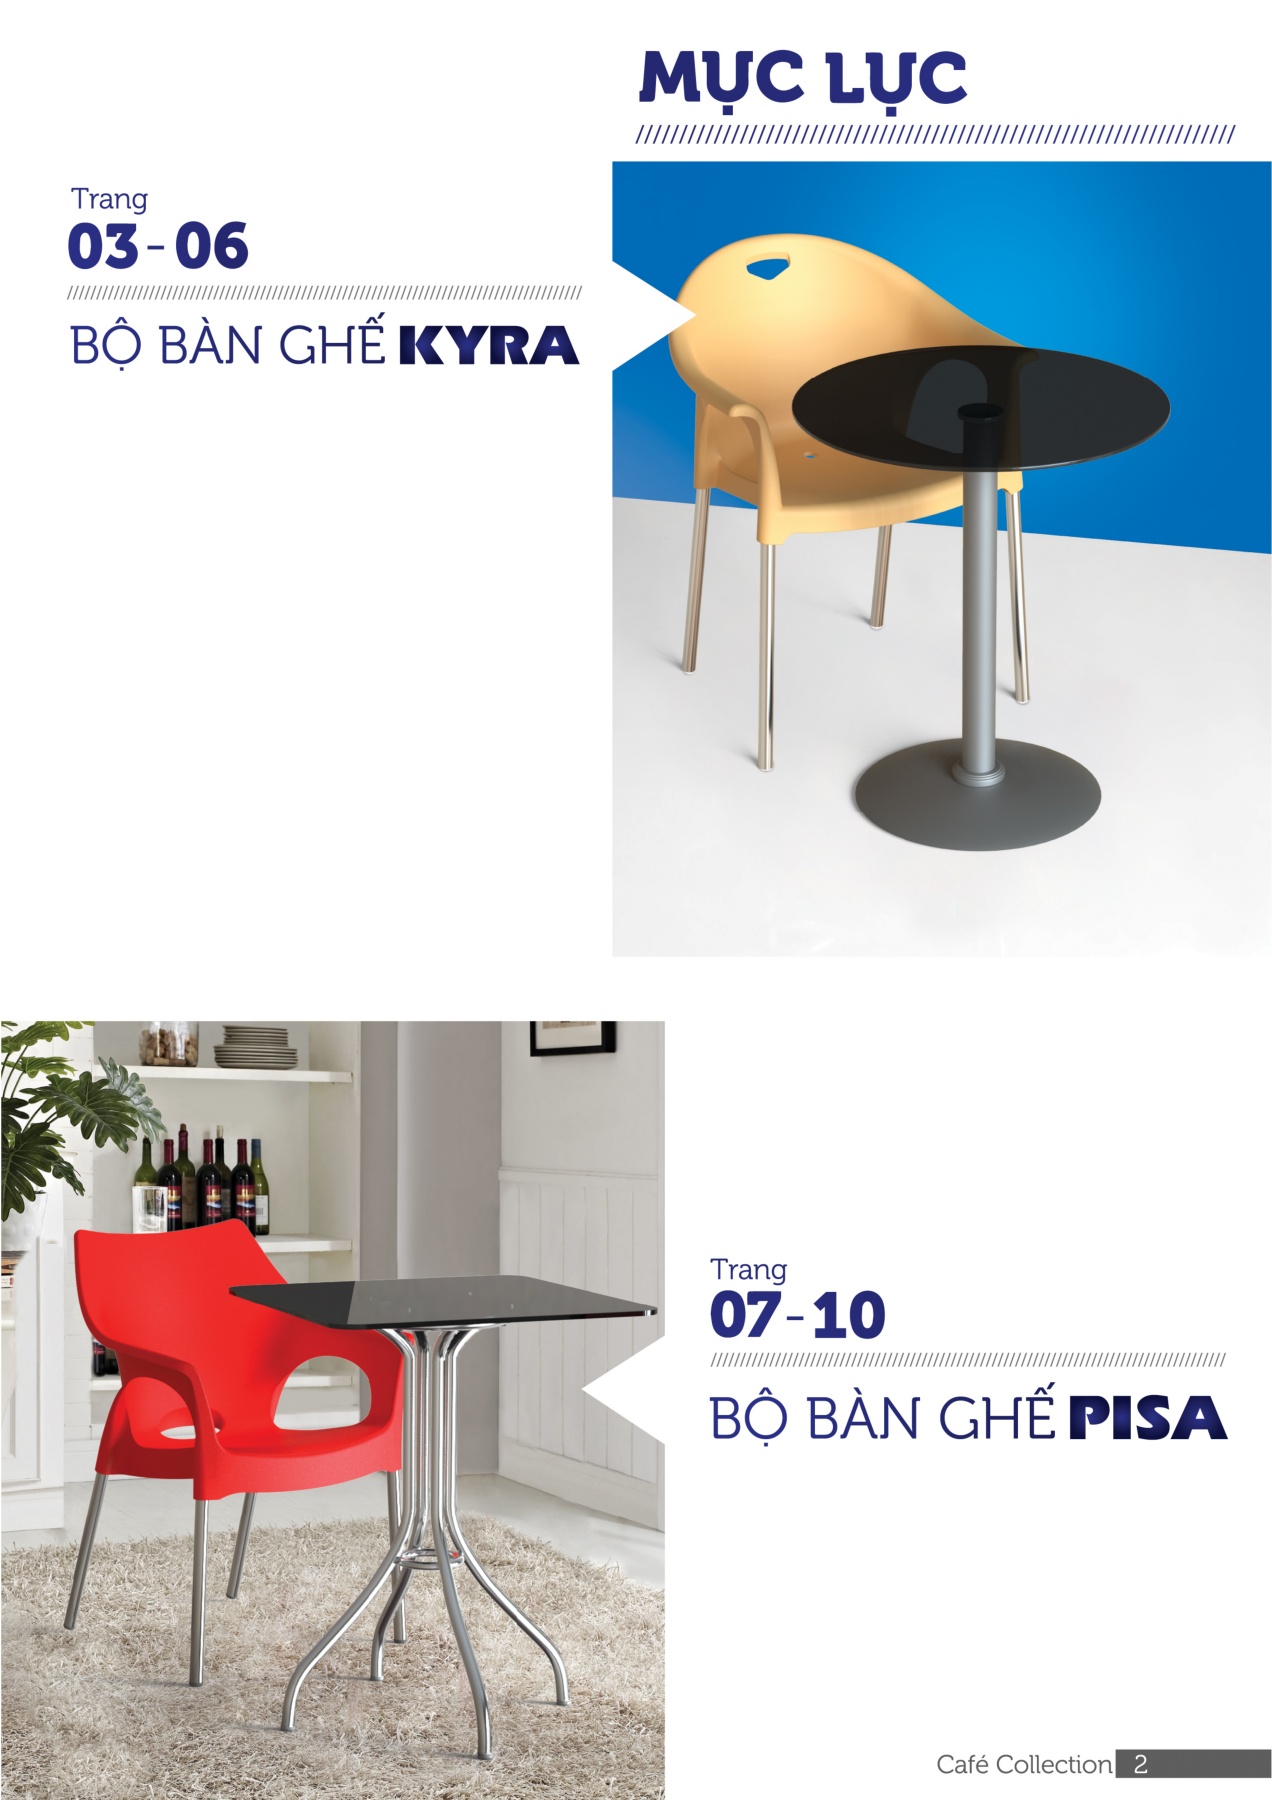 MỤC LỤC
Trang
03-06
BỘ BÀN GHẾ KYRA
Trang
07-10
BỘ BÀN GHẾ PISA
Café Collection 2